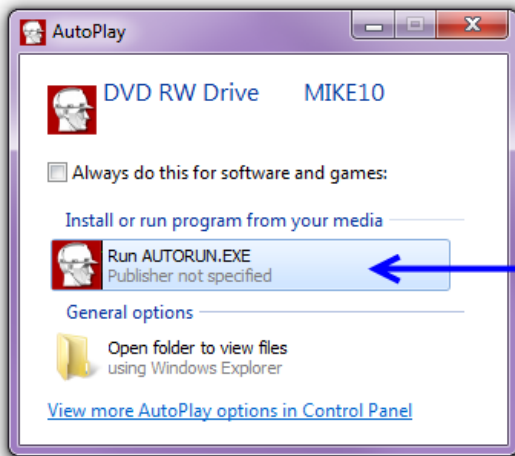 AutoPlay
DVD RW Drive MIKE10
Always do this for software and games:
Install or run program from your media
Run AUTORUN.EXE
Publisher not specified
General options
Open folder to view files
using Windows Explorer
View more AutoPlay options in Control Panel